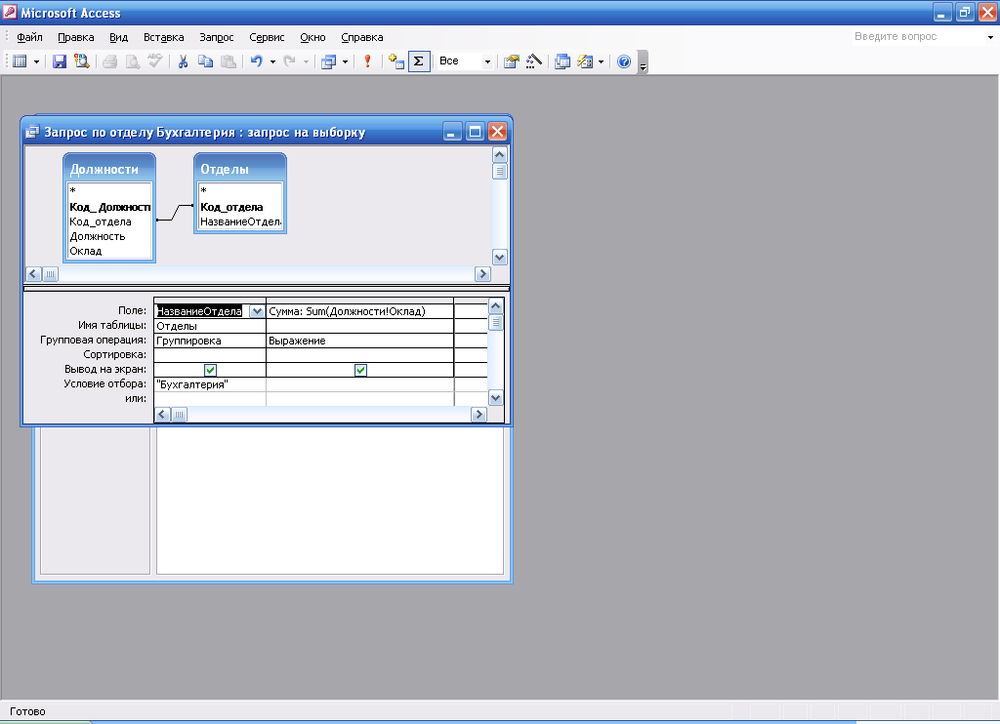 Microsoft Access
Файл Правка Вид Вставка Запрос Сервис Окно Справка Введите вопрос
Σ Все
Запрос по отделу Бухгалтерия : запрос на выборку
Должности
*
Код_Должност
Код_отдела
Должность
Оклад
Отделы
*
Код_отдела
НазваниеОтдел
Поле: НазваниеОтдела Сумма: Sum(Должности!Оклад)
Имя таблицы: Отделы
Групповая операция: Группировка Выражение
Сортировка:
Вывод на экран:
Условие отбора: "Бухгалтерия"
или:
Готово